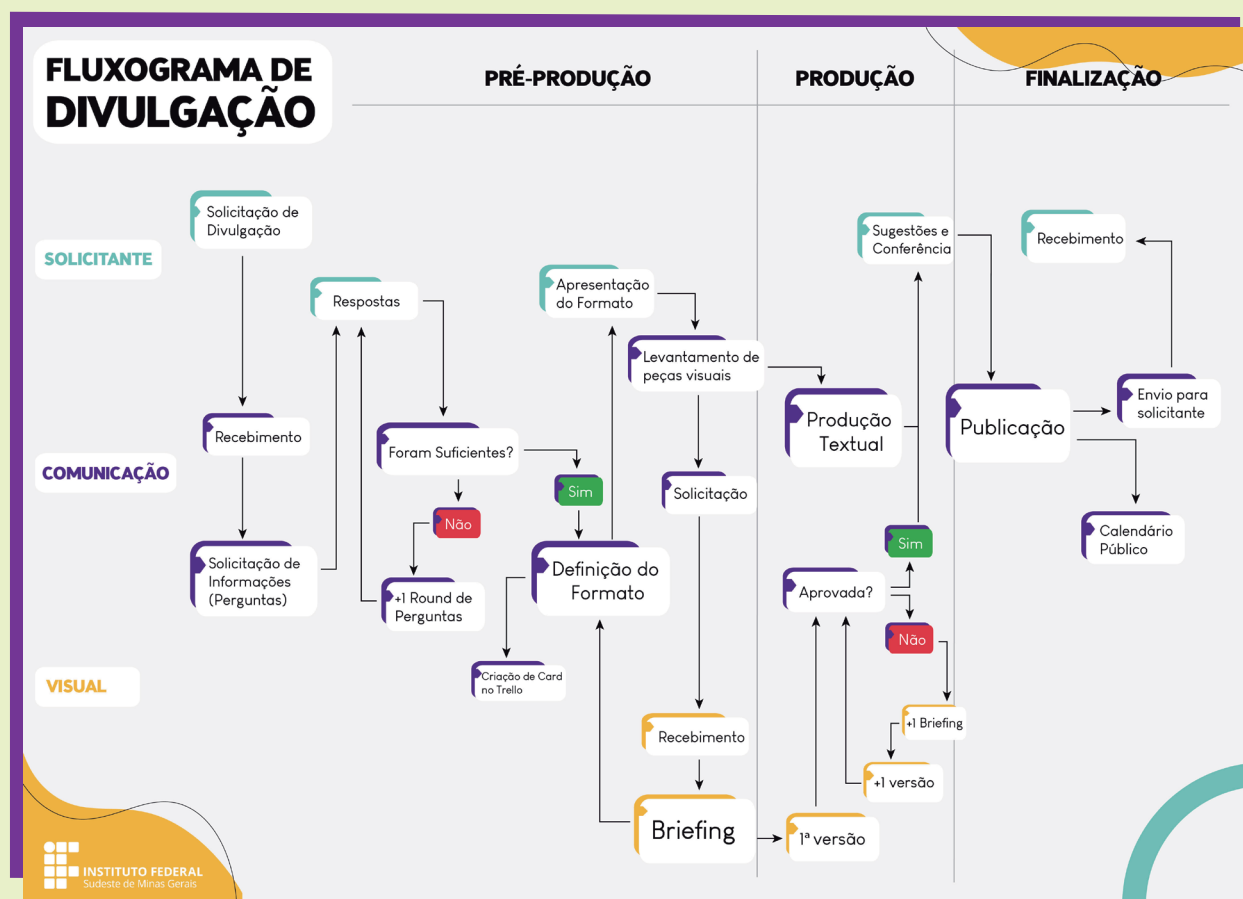 FLUXOGRAMA DE
DIVULGAÇÃO
PRÉ-PRODUÇÃO
PRODUÇÃO
FINALIZAÇÃO
SOLICITANTE
Solicitação de
Divulgação
Respostas
Apresentação
do Formato
Sugestões e
Conferência
Recebimento
COMUNICAÇÃO
Recebimento
Solicitação de
Informações
(Perguntas)
Foram Suficientes?
Sim
Não
+1 Round de
Perguntas
Definição do
Formato
Criação de Card
no Trello
Levantamento de
peças visuais
Solicitação
Produção
Textual
Aprovada?
Sim
Não
Publicação
Envio para
solicitante
Calendário
Público
VISUAL
Recebimento
Briefing
1ª versão
+1 Briefing
+1 versão
INSTITUTO FEDERAL
Sudeste de Minas Gerais